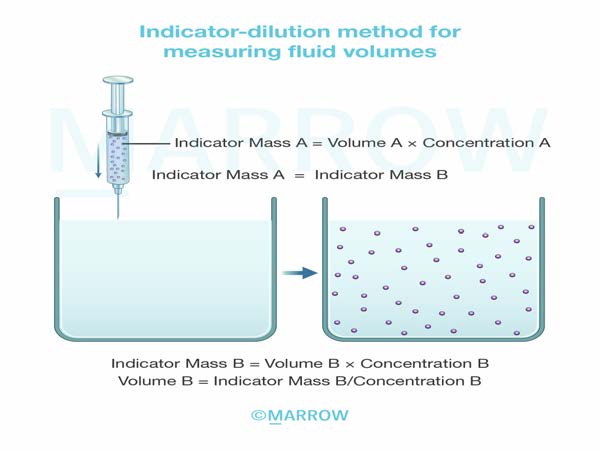 Indicator-dilution method for
measuring fluid volumes
MARROW
Indicator Mass A = Volume A × Concentration A
Indicator Mass A = Indicator Mass B
Indicator Mass B = Volume B × Concentration B
Volume B = Indicator Mass B/Concentration B
©MARROW